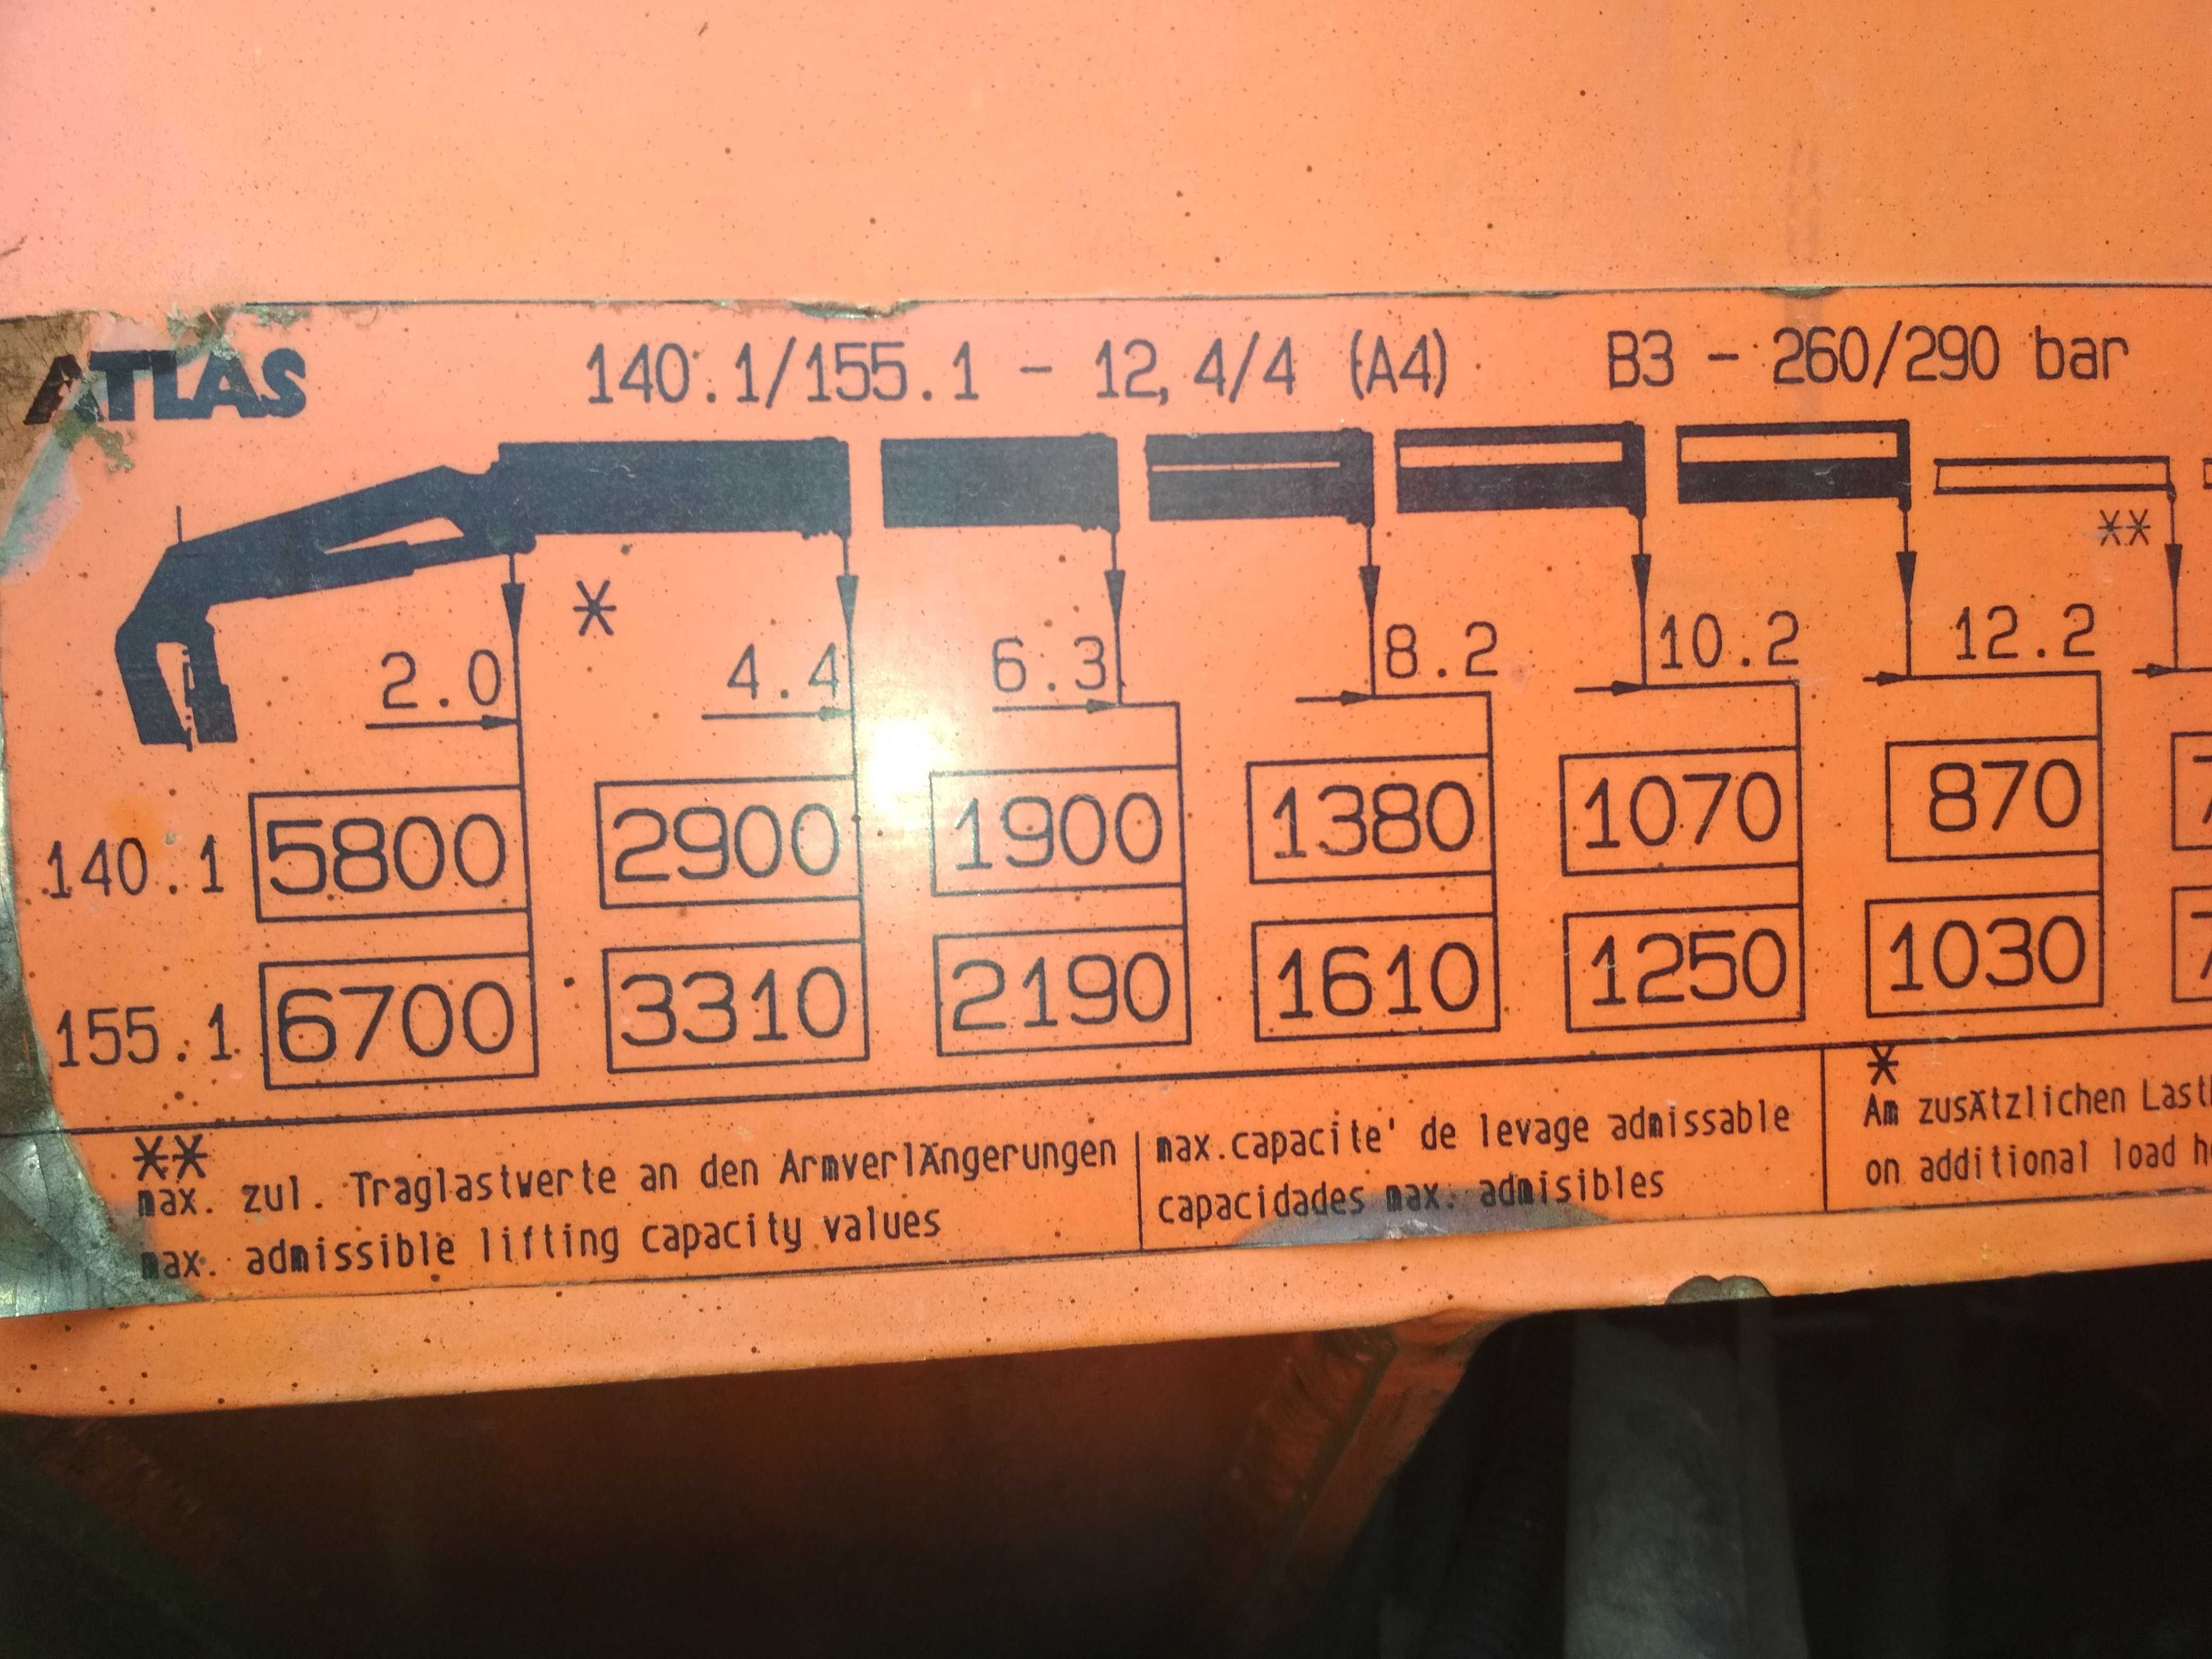 ATLAS 140.1/155.1 - 12,4/4 (A4) B3 - 260/290 bar
*
**
2.0 4.4 6.3 8.2 10.2 12.2
140.1 5800 2900 1900 1380 1070 870
155.1 6700 3310 2190 1610 1250 1030
**
max. zul. Traglastwerte an den ArmverlÄngerungen
max. admissible lifting capacity values
max.capacite' de levage admissable
capacidades max. admisibles
*
Am zusÄtzlichen
on additional load